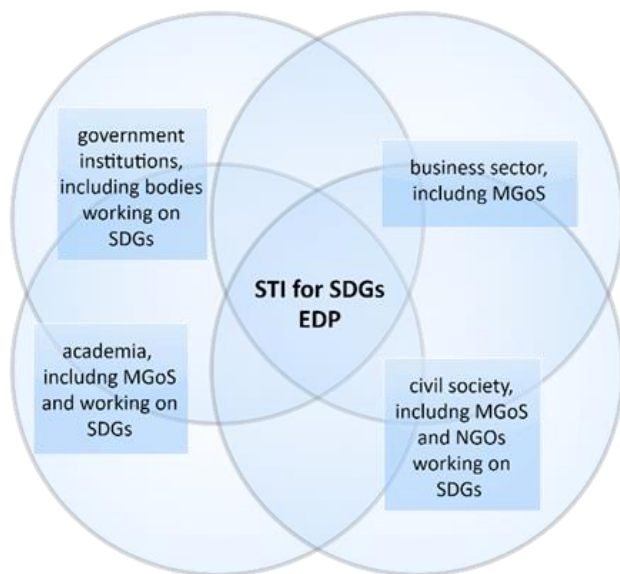 government
institutions,
including bodies
working on
SDGs
business sector,
includng MGoS
STI for SDGs
EDP
academia,
includng MGoS
and working on
SDGs
civil society,
includng MGoS
and NGOs
working on
SDGs